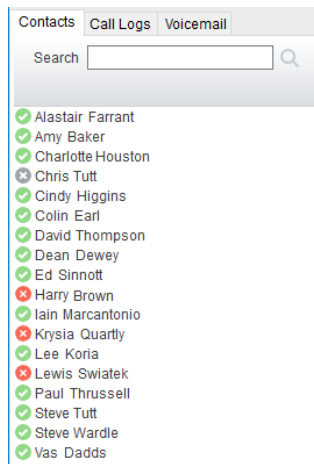 Contacts Call Logs Voicemail
Search
Alastair Farrant
Amy Baker
Charlotte Houston
Chris Tutt
Cindy Higgins
Colin Earl
David Thompson
Dean Dewey
Ed Sinnott
Harry Brown
Iain Marcantonio
Krysia Quartly
Lee Koria
Lewis Swiatek
Paul Thrussell
Steve Tutt
Steve Wardle
Vas Dadds